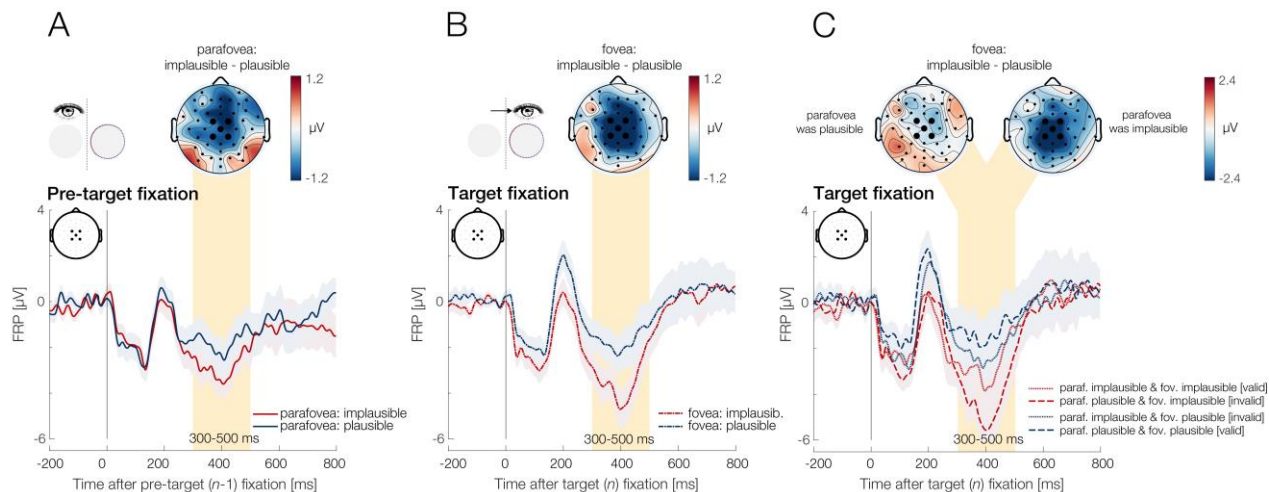 A
parafovea:
implausible - plausible
1.2
µV
-1.2
Pre-target fixation
4
0
-6
FRP [µV]
parafovea: implausible
parafovea: plausible
300-500 ms
-200 0 200 400 600 800
Time after pre-target (n-1) fixation [ms]
B
fovea:
implausible - plausible
1.2
µV
-1.2
Target fixation
4
0
-6
FRP [µV]
fovea: implausib.
fovea: plausible
300-500 ms
-200 0 200 400 600 800
Time after target (n) fixation [ms]
C
fovea:
implausible - plausible
parafovea
was plausible
parafovea
was implausible
2.4
µV
-2.4
Target fixation
4
0
-6
FRP [µV]
paraf. implausible & fov. implausible [valid]
paraf. plausible & fov. implausible [invalid]
paraf. implausible & fov. plausible [invalid]
paraf. plausible & fov. plausible [valid]
300-500 ms
-200 0 200 400 600 800
Time after target (n) fixation [ms]